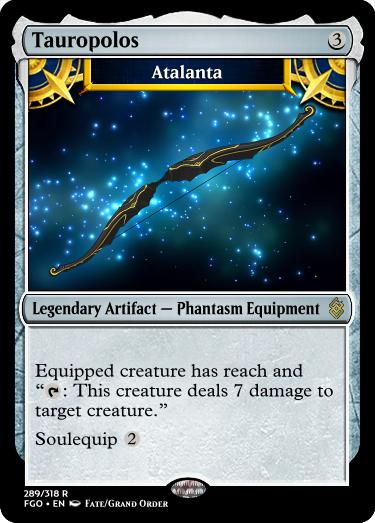 Tauropolos 3
Atalanta
Legendary Artifact — Phantasm Equipment
Equipped creature has reach and
“: This creature deals 7 damage to
target creature.”
Soulequip 2
289/318 R
FGO • EN Fate/Grand Order